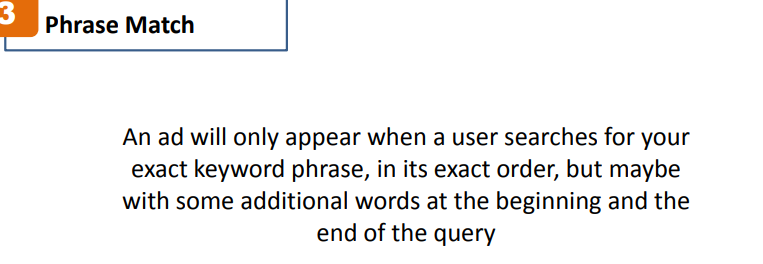 3
Phrase Match
An ad will only appear when a user searches for your
exact keyword phrase, in its exact order, but maybe
with some additional words at the beginning and the
end of the query